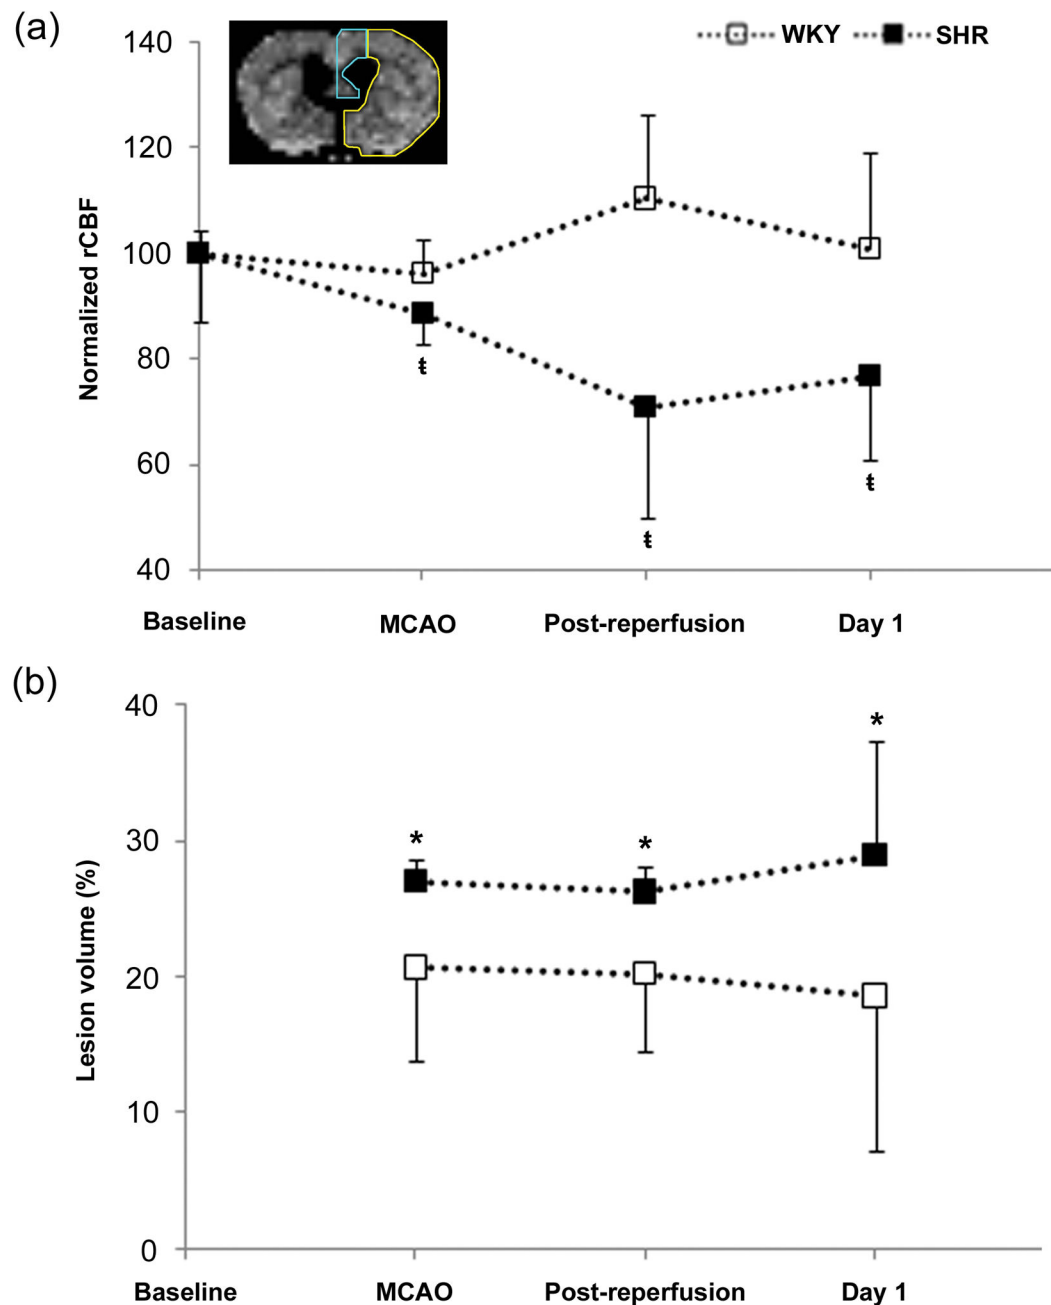 (a)
WKY SHR
140
120
100
80
60
40
Normalized rCBF
ŧ
ŧ
ŧ
Baseline MCAO Post-reperfusion Day 1
(b)
40
30
20
10
0
Lesion volume (%)
*
*
*
Baseline MCAO Post-reperfusion Day 1